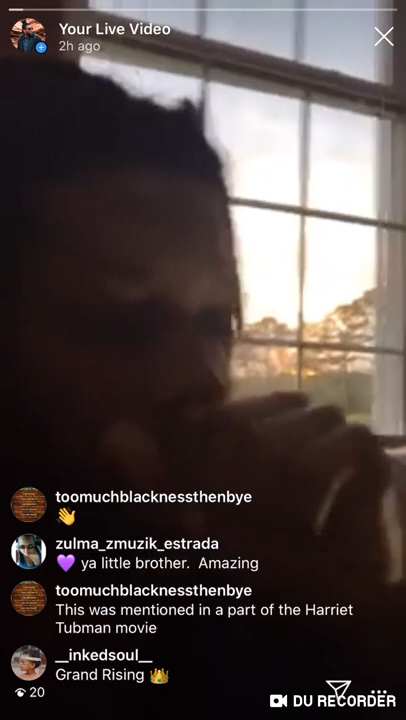 Your Live Video
2h ago
toomuchblacknessthenbye
👋
zulma_zmuzik_estrada
💜 ya little brother. Amazing
toomuchblacknessthenbye
This was mentioned in a part of the Harriet
Tubman movie
__inkedsoul__
Grand Rising 👑
20
DU RECORDER